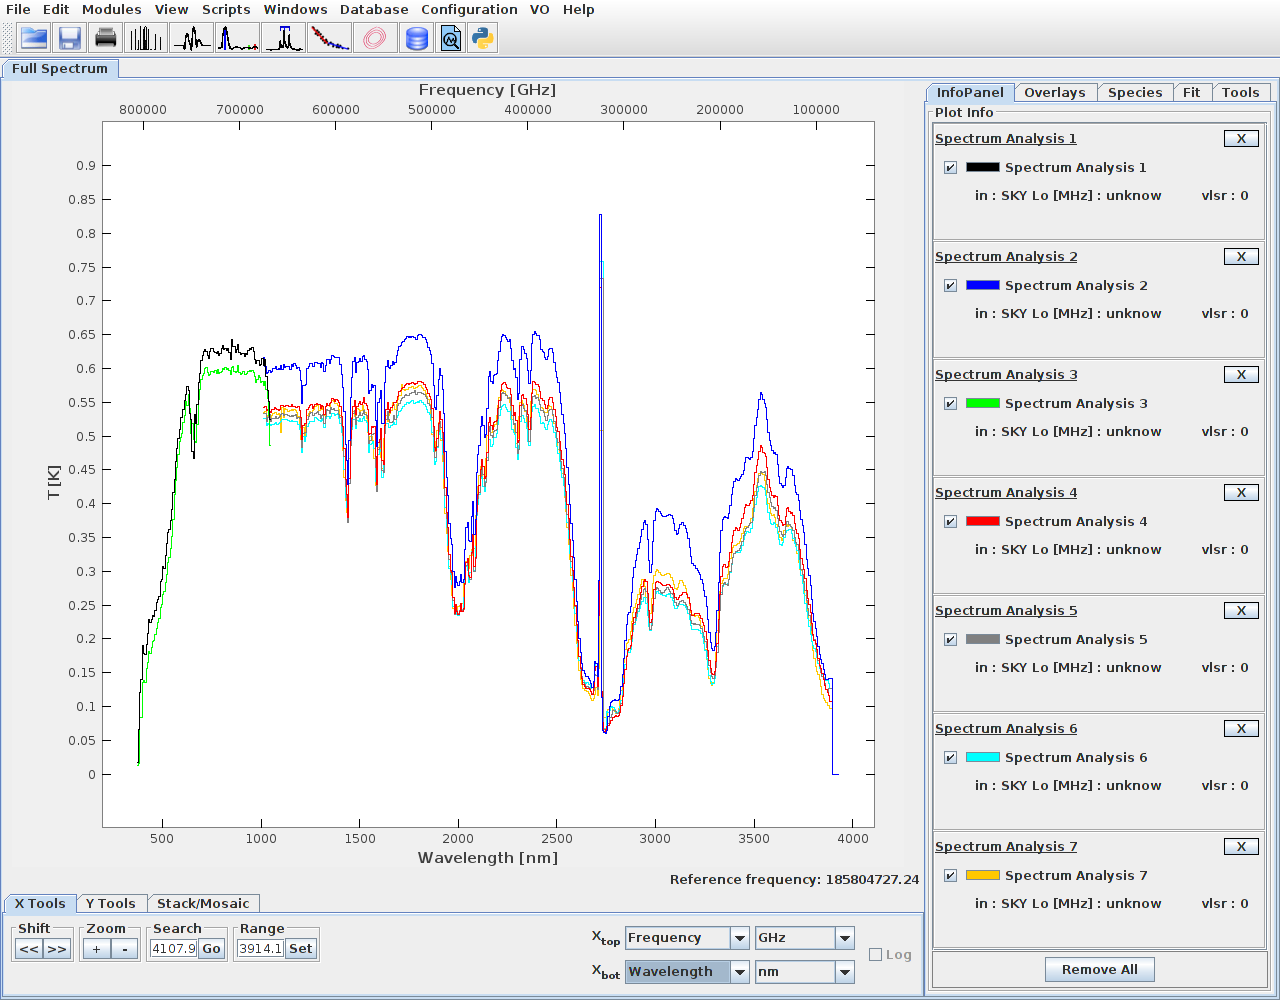 File Edit Modules View Scripts Windows Database Configuration VO Help
Full Spectrum
Frequency [GHz]
800000 700000 600000 500000 400000 300000 200000 100000
0.9
0.85
0.8
0.75
0.7
0.65
0.6
0.55
0.5
0.45
0.4
0.35
0.3
0.25
0.2
0.15
0.1
0.05
0
T [K]
500 1000 1500 2000 2500 3000 3500 4000
Wavelength [nm]
Reference frequency: 185804727.24
InfoPanel Overlays Species Fit Tools
Plot Info
Spectrum Analysis 1 X
Spectrum Analysis 1
in : SKY Lo [MHz] : unknow vlsr : 0
Spectrum Analysis 2 X
Spectrum Analysis 2
in : SKY Lo [MHz] : unknow vlsr : 0
Spectrum Analysis 3 X
Spectrum Analysis 3
in : SKY Lo [MHz] : unknow vlsr : 0
Spectrum Analysis 4 X
Spectrum Analysis 4
in : SKY Lo [MHz] : unknow vlsr : 0
Spectrum Analysis 5 X
Spectrum Analysis 5
in : SKY Lo [MHz] : unknow vlsr : 0
Spectrum Analysis 6 X
Spectrum Analysis 6
in : SKY Lo [MHz] : unknow vlsr : 0
Spectrum Analysis 7 X
Spectrum Analysis 7
in : SKY Lo [MHz] : unknow vlsr : 0
Remove All
X Tools Y Tools Stack/Mosaic
Shift Zoom Search Range
<< >> + - 4107.9 Go 3914.1 Set
Xtop Frequency GHz
Log
Xbot Wavelength nm